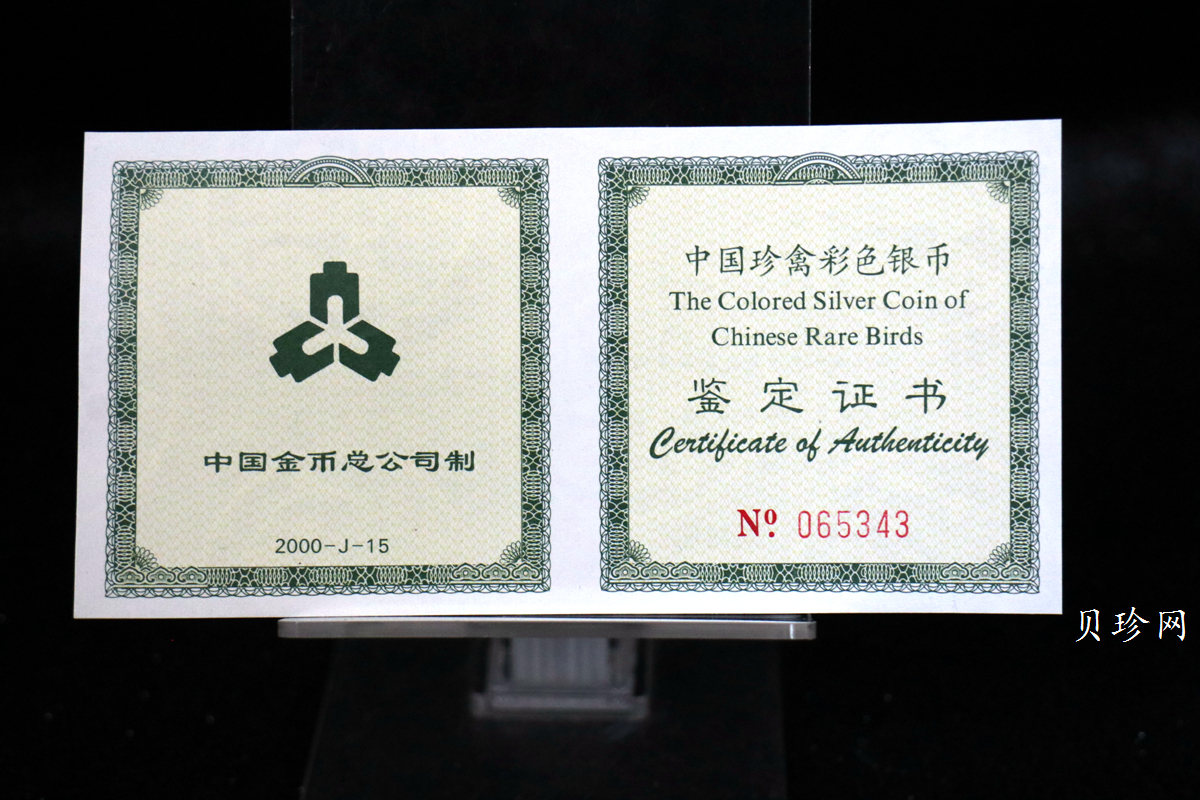 中国金币总公司制
2000-J-15
中国珍禽彩色银币
The Colored Silver Coin of
Chinese Rare Birds
鉴定证书
Certificate of Authenticity
Nº 065343
贝珍网